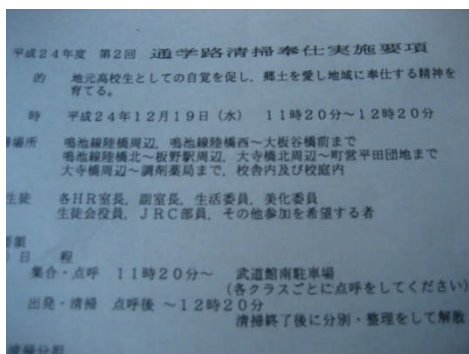 平成24年度 第2回 通学路清掃奉仕実施要項
的 地元高校生としての自覚を促し、郷土を愛し地域に奉仕する精神を
育てる。
時 平成24年12月19日（水） 11時20分～12時20分
場所 鳴池線陸橋周辺、鳴池線陸橋西～大板谷橋前まで
鳴池線陸橋北～板野駅周辺、大寺橋北周辺～町営平田団地まで
大寺橋周辺～調剤薬局まで、校舎内及び校庭内
生徒 各HR室長、副室長、生活委員、美化委員
生徒会役員、JRC部員、その他参加を希望する者
日 程
集合・点呼 11時20分～ 武道館南駐車場
（各クラスごとに点呼をしてください）
出発・清掃 点呼後 ～12時20分
清掃終了後に分別・整理をして解散